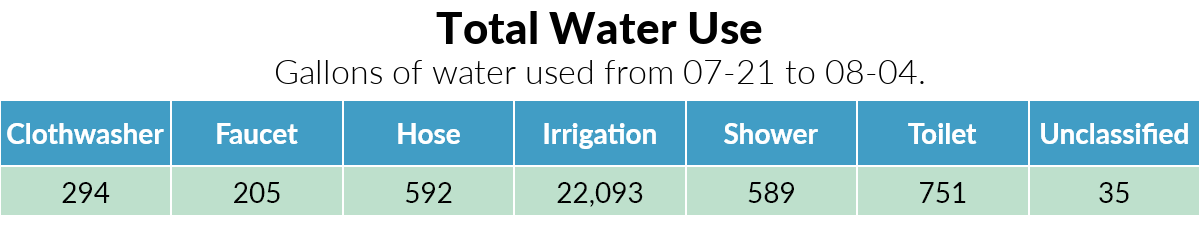 Total Water Use
Gallons of water used from 07-21 to 08-04.
Clothwasher Faucet Hose Irrigation Shower Toilet Unclassified
294 205 592 22,093 589 751 35